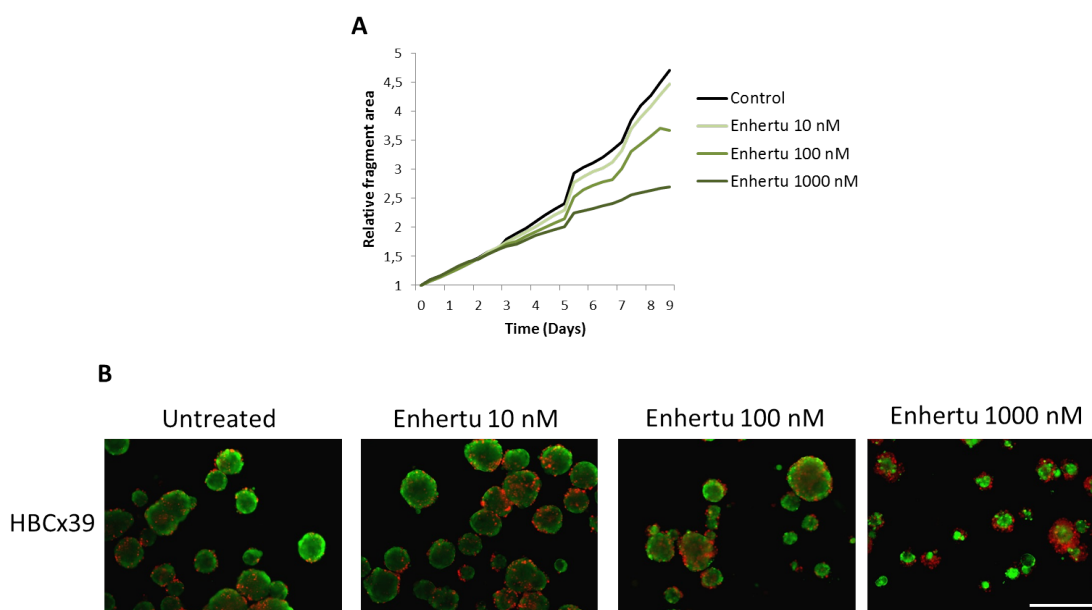 A
5
4,5
4
3,5
3
2,5
2
1,5
1
Relative fragment area
0 1 2 3 4 5 6 7 8 9
Time (Days)
Control
Enhertu 10 nM
Enhertu 100 nM
Enhertu 1000 nM
B
Untreated Enhertu 10 nM Enhertu 100 nM Enhertu 1000 nM
HBCx39